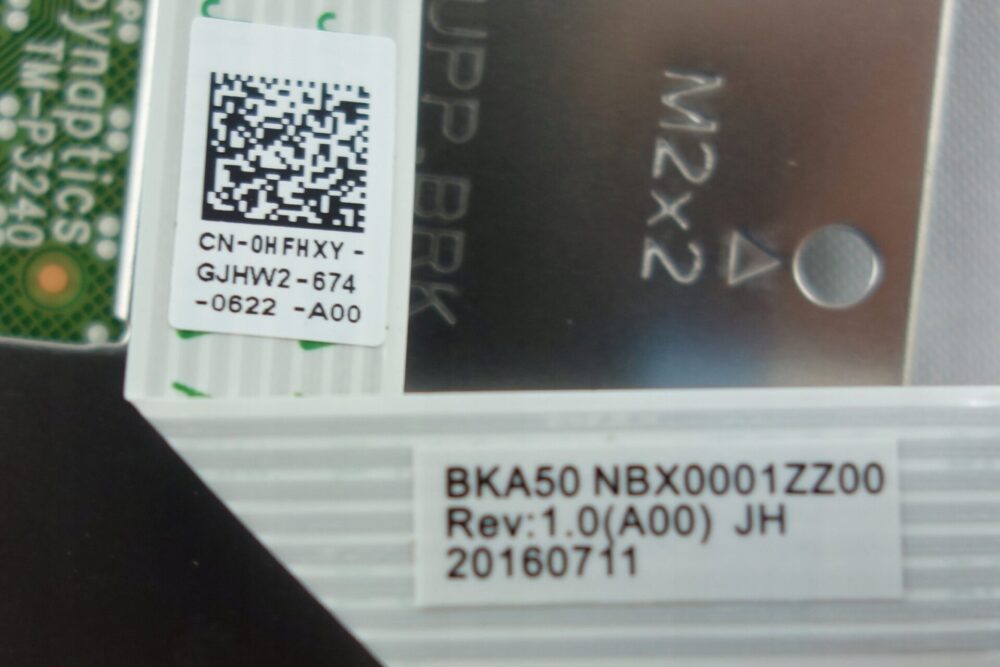 ynaptics
TM-P3240
CN-0HFHXY-
GJHW2-674
-0622 -A00
UPP.BRK
M2x2
BKA50 NBX0001ZZ00
Rev:1.0(A00) JH
20160711